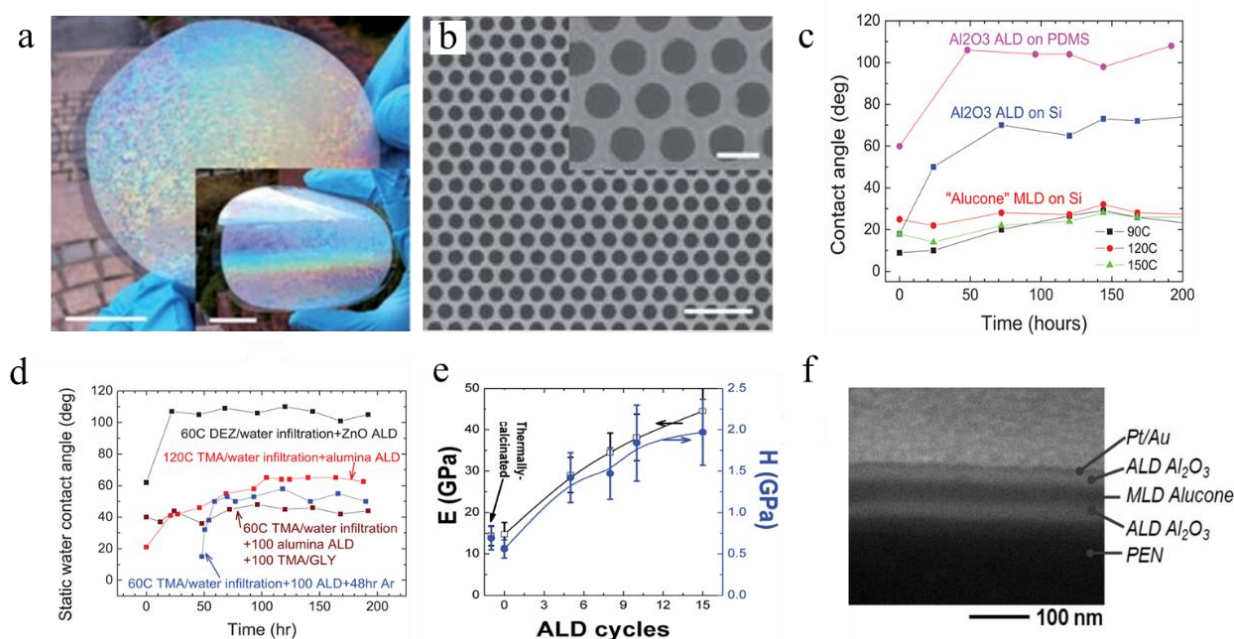 a
b
c
Al2O3 ALD on PDMS
Al2O3 ALD on Si
"Alucone" MLD on Si
90C
120C
150C
Contact angle (deg)
120
100
80
60
40
20
0
0
50
100
150
200
Time (hours)
d
Static water contact angle (deg)
120
100
80
60
40
20
0
60C DEZ/water infiltration+ZnO ALD
120C TMA/water infiltration+alumina ALD
60C TMA/water infiltration
+100 alumina ALD
+100 TMA/GLY
60C TMA/water infiltration+100 ALD+48hr Ar
0
50
100
150
200
Time (hr)
e
E (GPa)
50
40
30
20
10
0
Thermally-
calcinated
H (GPa)
2.5
2.0
1.5
1.0
0.5
0.0
0
3
6
9
12
15
ALD cycles
f
Pt/Au
ALD Al₂O₃
MLD Alucone
ALD Al₂O₃
PEN
100 nm